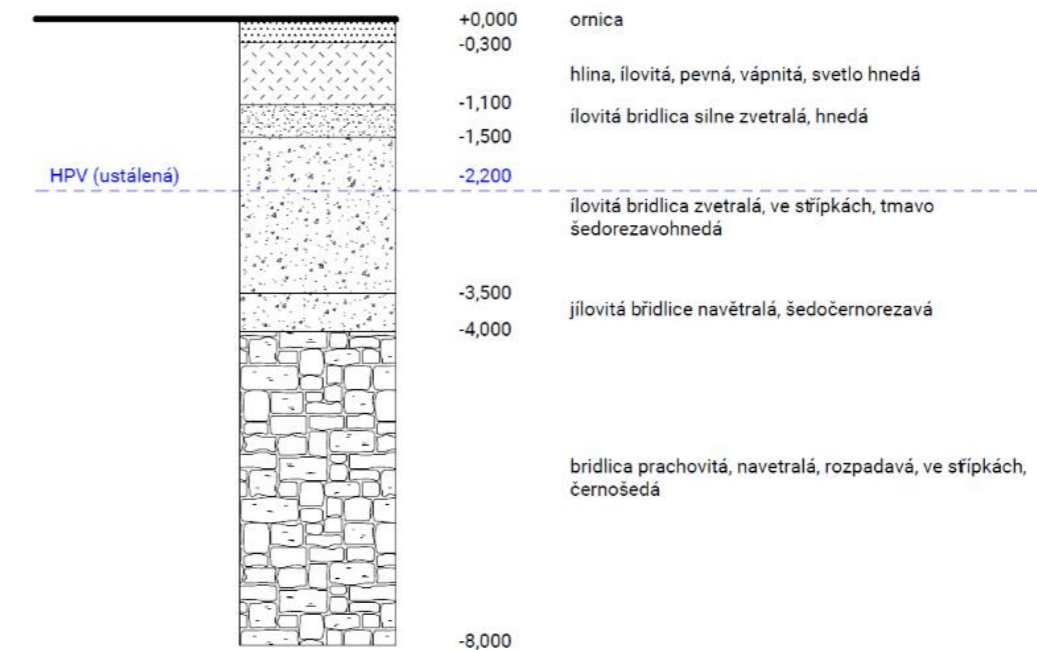 +0,000 ornica
-0,300
hlina, ílovitá, pevná, vápnitá, svetlo hnedá
-1,100
ílovitá bridlica silne zvetralá, hnedá
-1,500
HPV (ustálená) -2,200
ílovitá bridlica zvetralá, ve střípkách, tmavo
šedorezavohnedá
-3,500
jílovitá břidlice navětralá, šedočernorezavá
-4,000
bridlica prachovitá, navetralá, rozpadavá, ve střípkách,
černošedá
-8,000